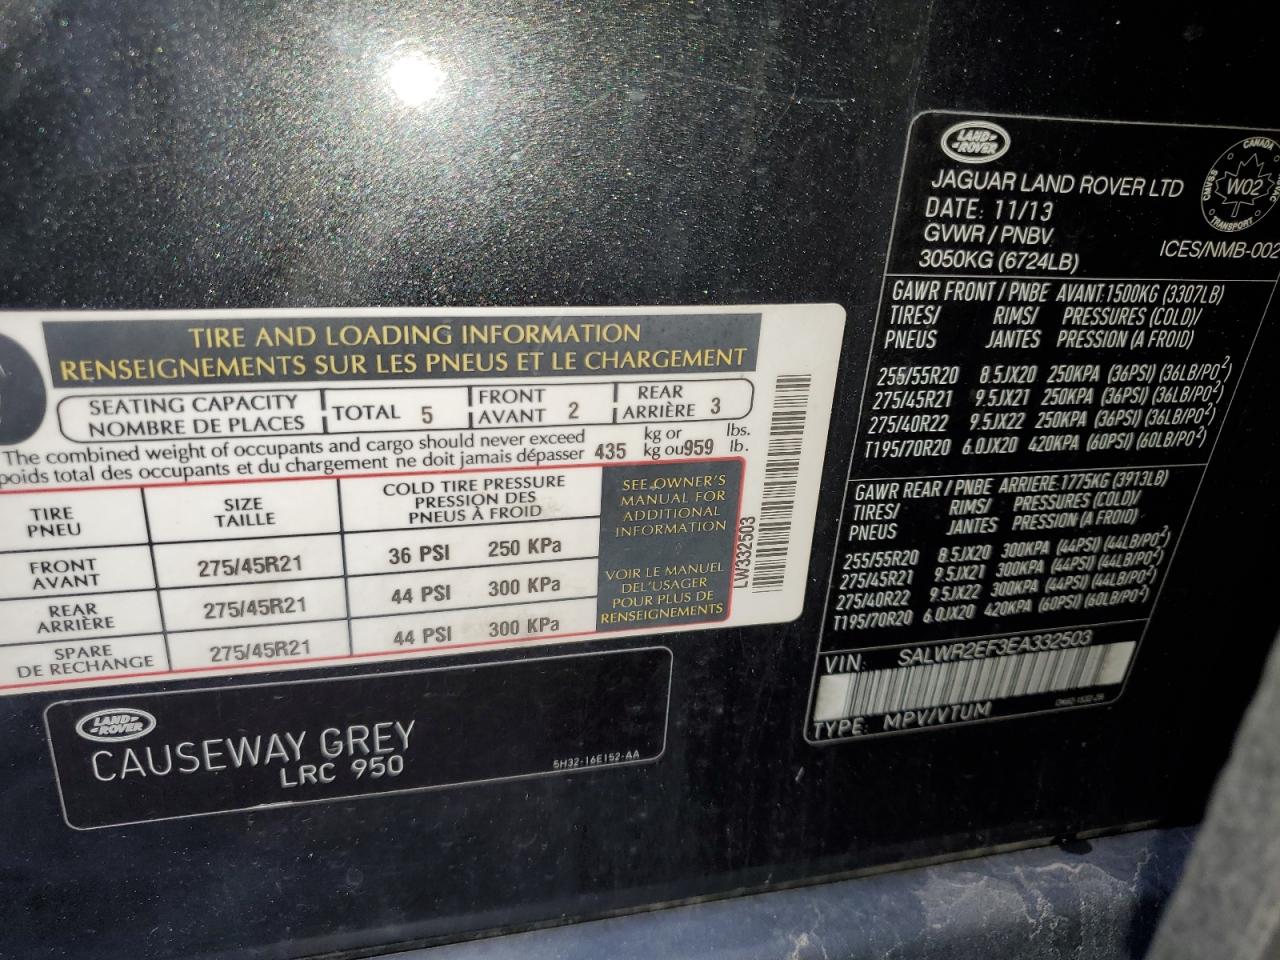 TIRE AND LOADING INFORMATION
RENSEIGNEMENTS SUR LES PNEUS ET LE CHARGEMENT
SEATING CAPACITY
NOMBRE DE PLACES
TOTAL 5
FRONT
AVANT 2
REAR
ARRIÈRE 3
The combined weight of occupants and cargo should never exceed 435 kg or 959 lbs.
poids total des occupants et du chargement ne doit jamais dépasser kg ou lb.
TIRE
PNEU
SIZE
TAILLE
COLD TIRE PRESSURE
PRESSION DES
PNEUS À FROID
FRONT
AVANT
275/45R21
36 PSI 250 KPa
REAR
ARRIÈRE
275/45R21
44 PSI 300 KPa
SPARE
DE RECHANGE
275/45R21
44 PSI 300 KPa
SEE OWNER'S
MANUAL FOR
ADDITIONAL
INFORMATION
VOIR LE MANUEL
DEL'USAGER
POUR PLUS DE
RENSEIGNEMENTS
LW332503
LAND-
-ROVER
CAUSEWAY GREY
LRC 950
5H32-16E152-AA
LAND-
-ROVER
JAGUAR LAND ROVER LTD
DATE: 11/13
GVWR / PNBV
3050KG (6724LB)
CANADA
CMVSS
W02
TRANSPORT
ICES/NMB-002
GAWR FRONT / PNBE AVANT:1500KG (3307LB)
TIRES/ RIMS/ PRESSURES (COLD)/
PNEUS JANTES PRESSION (A FROID)
255/55R20 8.5JX20 250KPA (36PSI) (36LB/PO²)
275/45R21 9.5JX21 250KPA (36PSI) (36LB/PO²)
275/40R22 9.5JX22 250KPA (36PSI) (36LB/PO²)
T195/70R20 6.0JX20 420KPA (60PSI) (60LB/PO²)
GAWR REAR / PNBE ARRIERE:1775KG (3913LB)
TIRES/ RIMS/ PRESSURES (COLD)/
PNEUS JANTES PRESSION (A FROID)
255/55R20 8.5JX20 300KPA (44PSI) (44LB/PO²)
275/45R21 9.5JX21 300KPA (44PSI) (44LB/PO²)
275/40R22 9.5JX22 300KPA (44PSI) (44LB/PO²)
T195/70R20 6.0JX20 420KPA (60PSI) (60LB/PO²)
VIN: SALWR2EF3EA332503
TYPE: MPV/VTUM